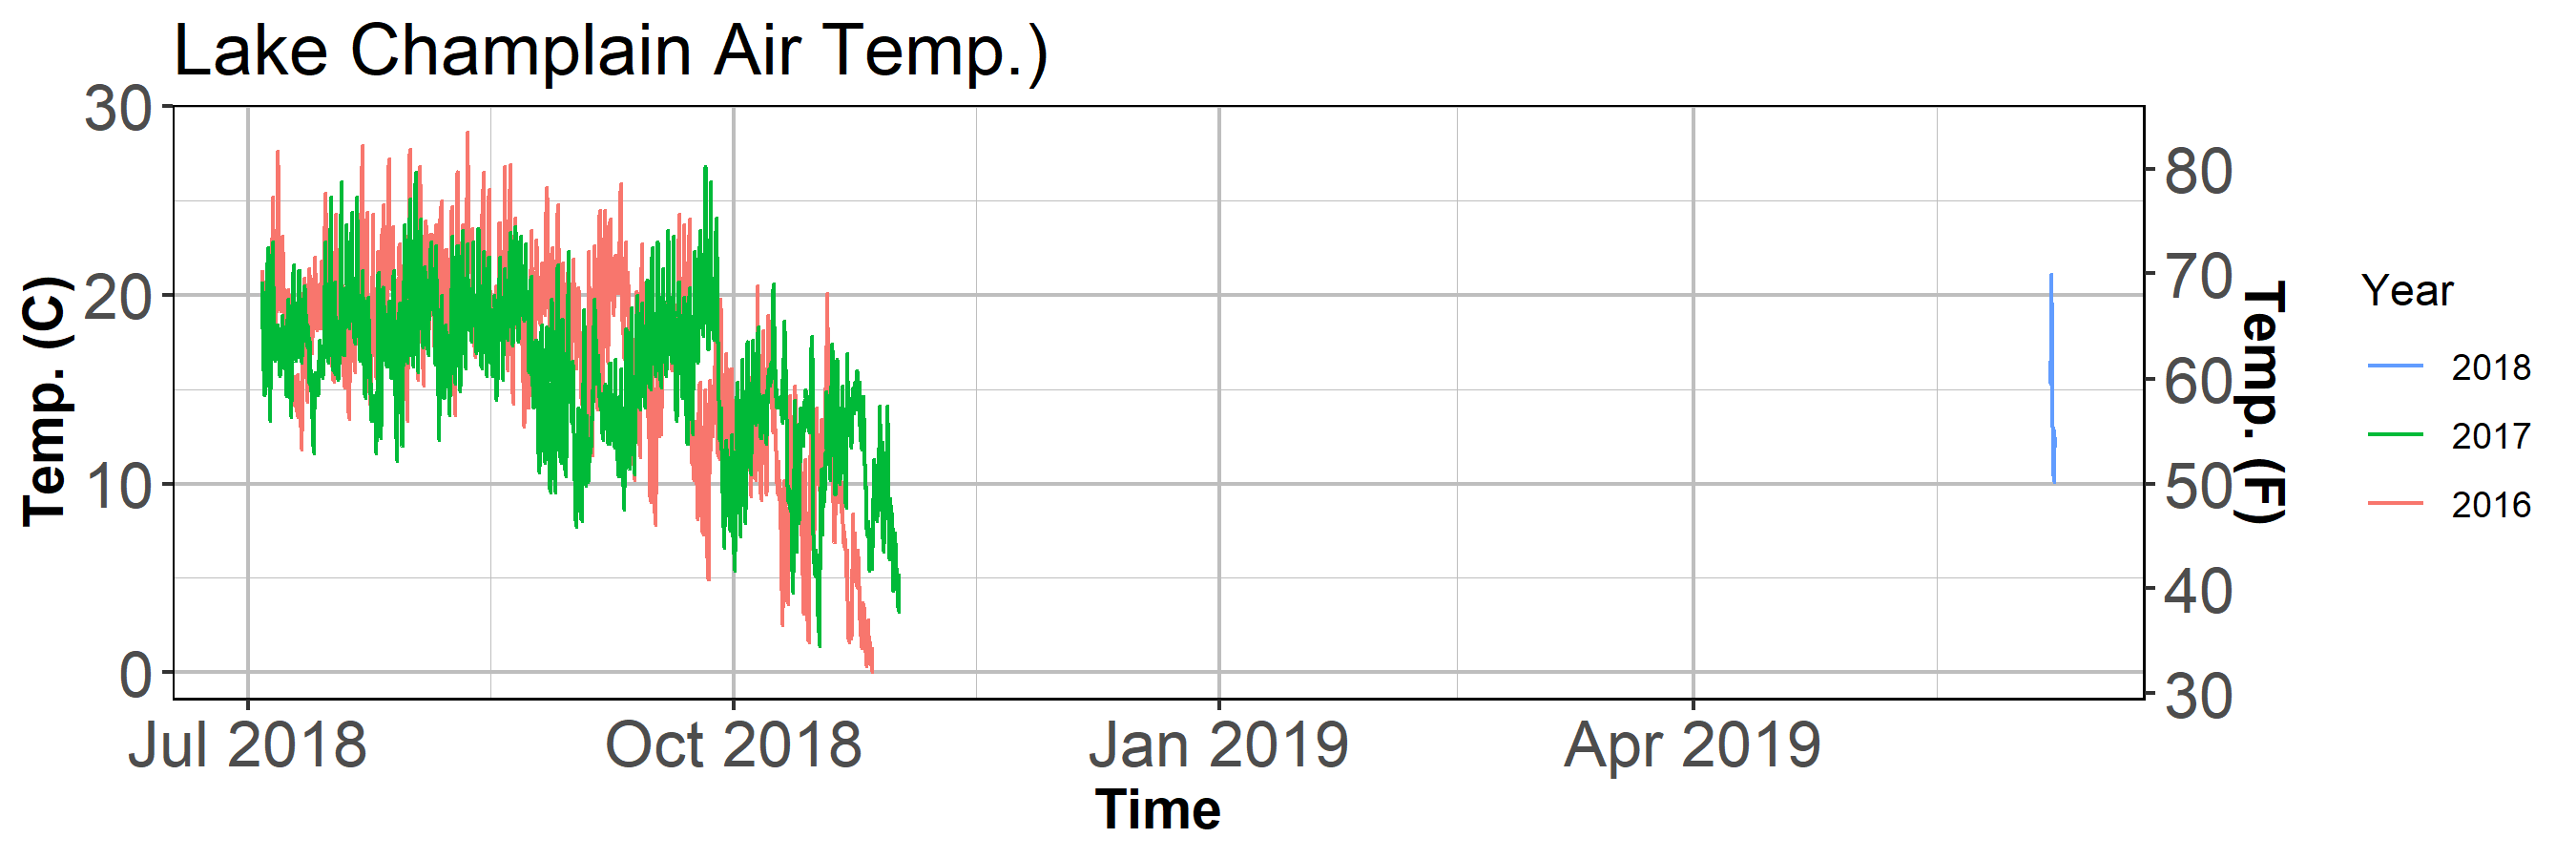 Lake Champlain Air Temp.)
30
20
10
0
Temp. (C)
80
70
60
50
40
30
Temp. (F)
Jul 2018 Oct 2018 Jan 2019 Apr 2019
Time
Year
2018
2017
2016